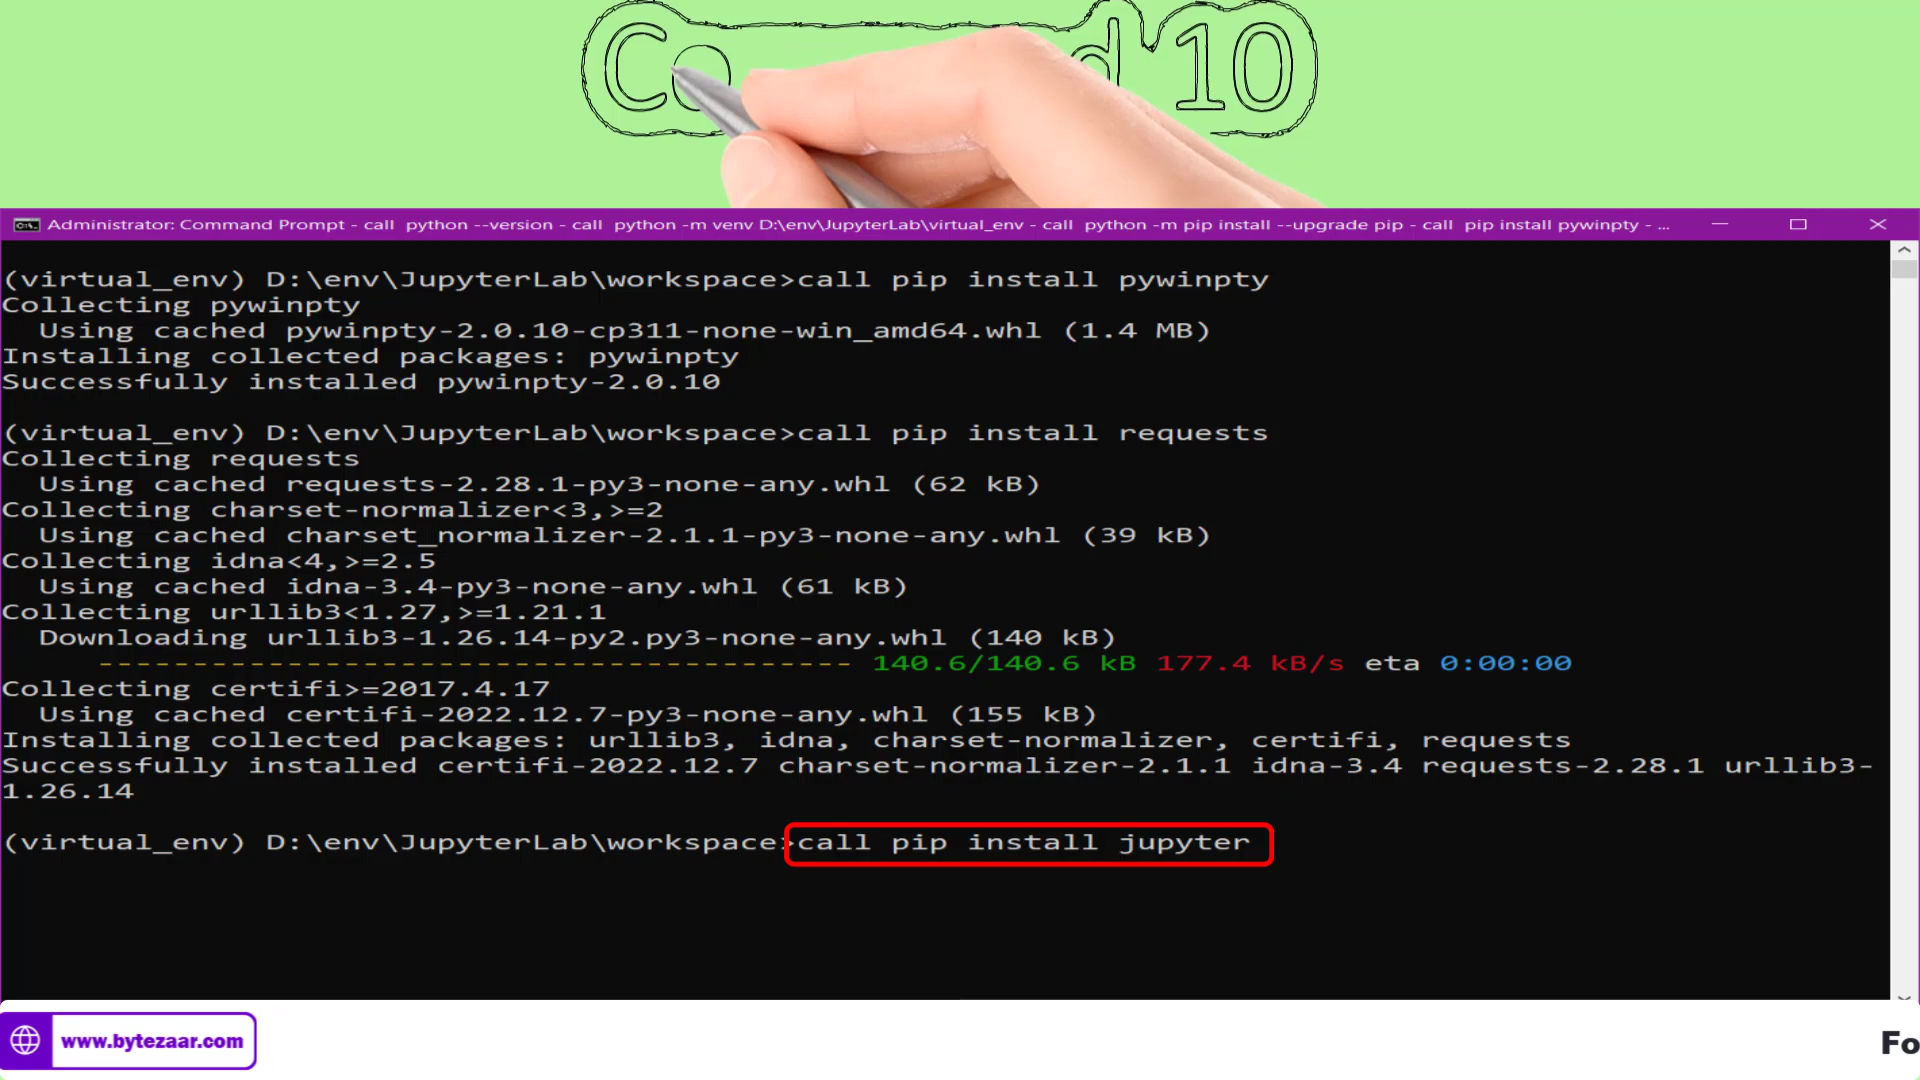 Co d 10
Administrator: Command Prompt - call  python --version - call  python -m venv D:\env\JupyterLab\virtual_env - call  python -m pip install --upgrade pip - call  pip install pywinpty - ...
(virtual_env) D:\env\JupyterLab\workspace>call pip install pywinpty
Collecting pywinpty
  Using cached pywinpty-2.0.10-cp311-none-win_amd64.whl (1.4 MB)
Installing collected packages: pywinpty
Successfully installed pywinpty-2.0.10
(virtual_env) D:\env\JupyterLab\workspace>call pip install requests
Collecting requests
  Using cached requests-2.28.1-py3-none-any.whl (62 kB)
Collecting charset-normalizer<3,>=2
  Using cached charset_normalizer-2.1.1-py3-none-any.whl (39 kB)
Collecting idna<4,>=2.5
  Using cached idna-3.4-py3-none-any.whl (61 kB)
Collecting urllib3<1.27,>=1.21.1
  Downloading urllib3-1.26.14-py2.py3-none-any.whl (140 kB)
     ---------------------------------------- 140.6/140.6 kB 177.4 kB/s eta 0:00:00
Collecting certifi>=2017.4.17
  Using cached certifi-2022.12.7-py3-none-any.whl (155 kB)
Installing collected packages: urllib3, idna, charset-normalizer, certifi, requests
Successfully installed certifi-2022.12.7 charset-normalizer-2.1.1 idna-3.4 requests-2.28.1 urllib3-
1.26.14
(virtual_env) D:\env\JupyterLab\workspace>call pip install jupyter
www.bytezaar.com
Fo